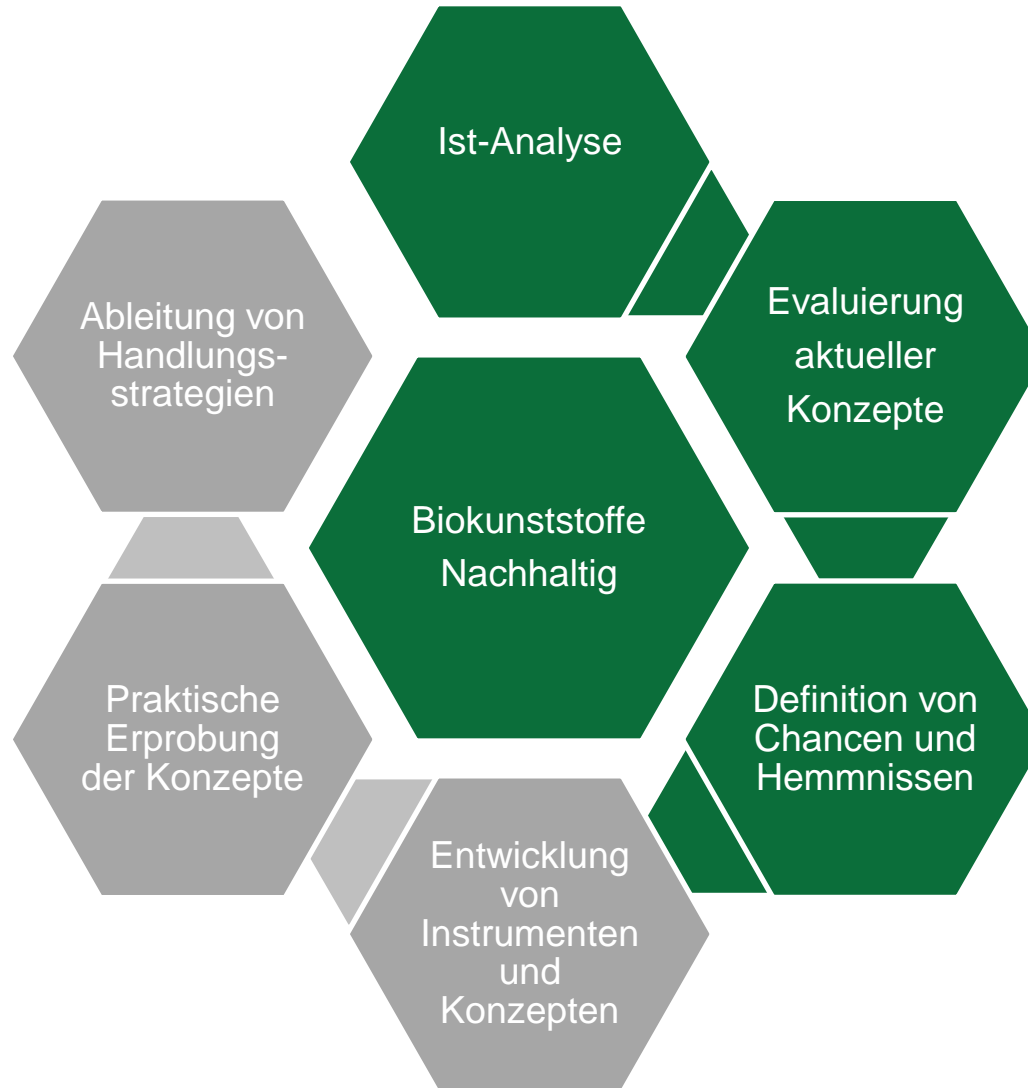 Ist-Analyse
Evaluierung
aktueller
Konzepte
Definition von
Chancen und
Hemmnissen
Entwicklung
von
Instrumenten
und
Konzepten
Praktische
Erprobung
der Konzepte
Ableitung von
Handlungs-
strategien
Biokunststoffe
Nachhaltig